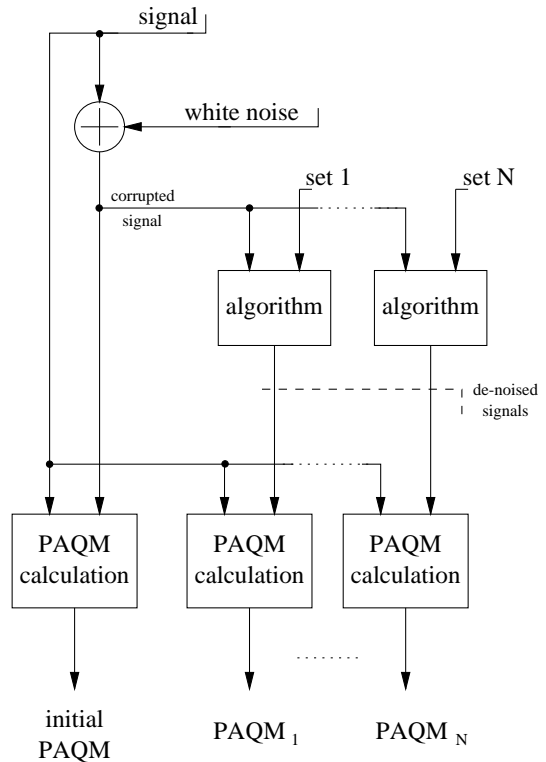 signal
white noise
corrupted
signal
set 1
set N
algorithm
algorithm
de-noised
signals
PAQM
calculation
PAQM
calculation
PAQM
calculation
initial
PAQM
PAQM 1
PAQM N